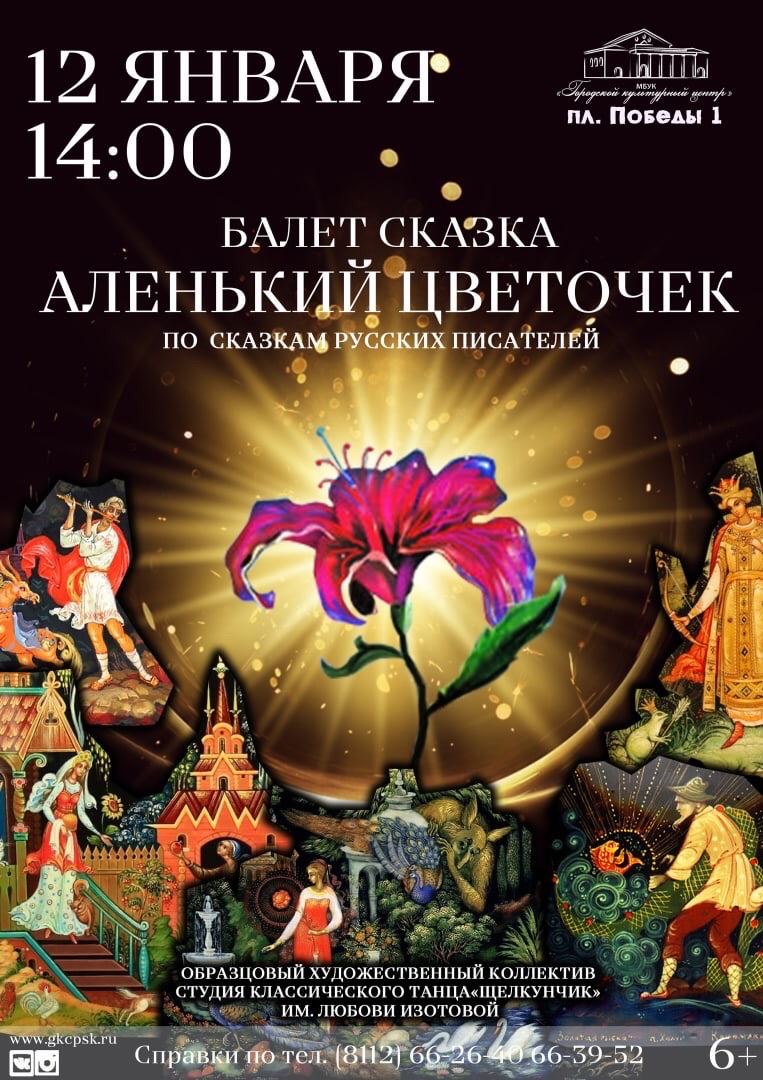 12 ЯНВАРЯ
14:00
МБУК
«Городской культурный центр»
пл. Победы 1
БАЛЕТ СКАЗКА
АЛЕНЬКИЙ ЦВЕТОЧЕК
ПО СКАЗКАМ РУССКИХ ПИСАТЕЛЕЙ
ОБРАЗЦОВЫЙ ХУДОЖЕСТВЕННЫЙ КОЛЛЕКТИВ
СТУДИЯ КЛАССИЧЕСКОГО ТАНЦА«ЩЕЛКУНЧИК»
ИМ. ЛЮБОВИ ИЗОТОВОЙ
www.gkcpsk.ru
Справки по тел. (8112) 66-26-40 66-39-52
6+